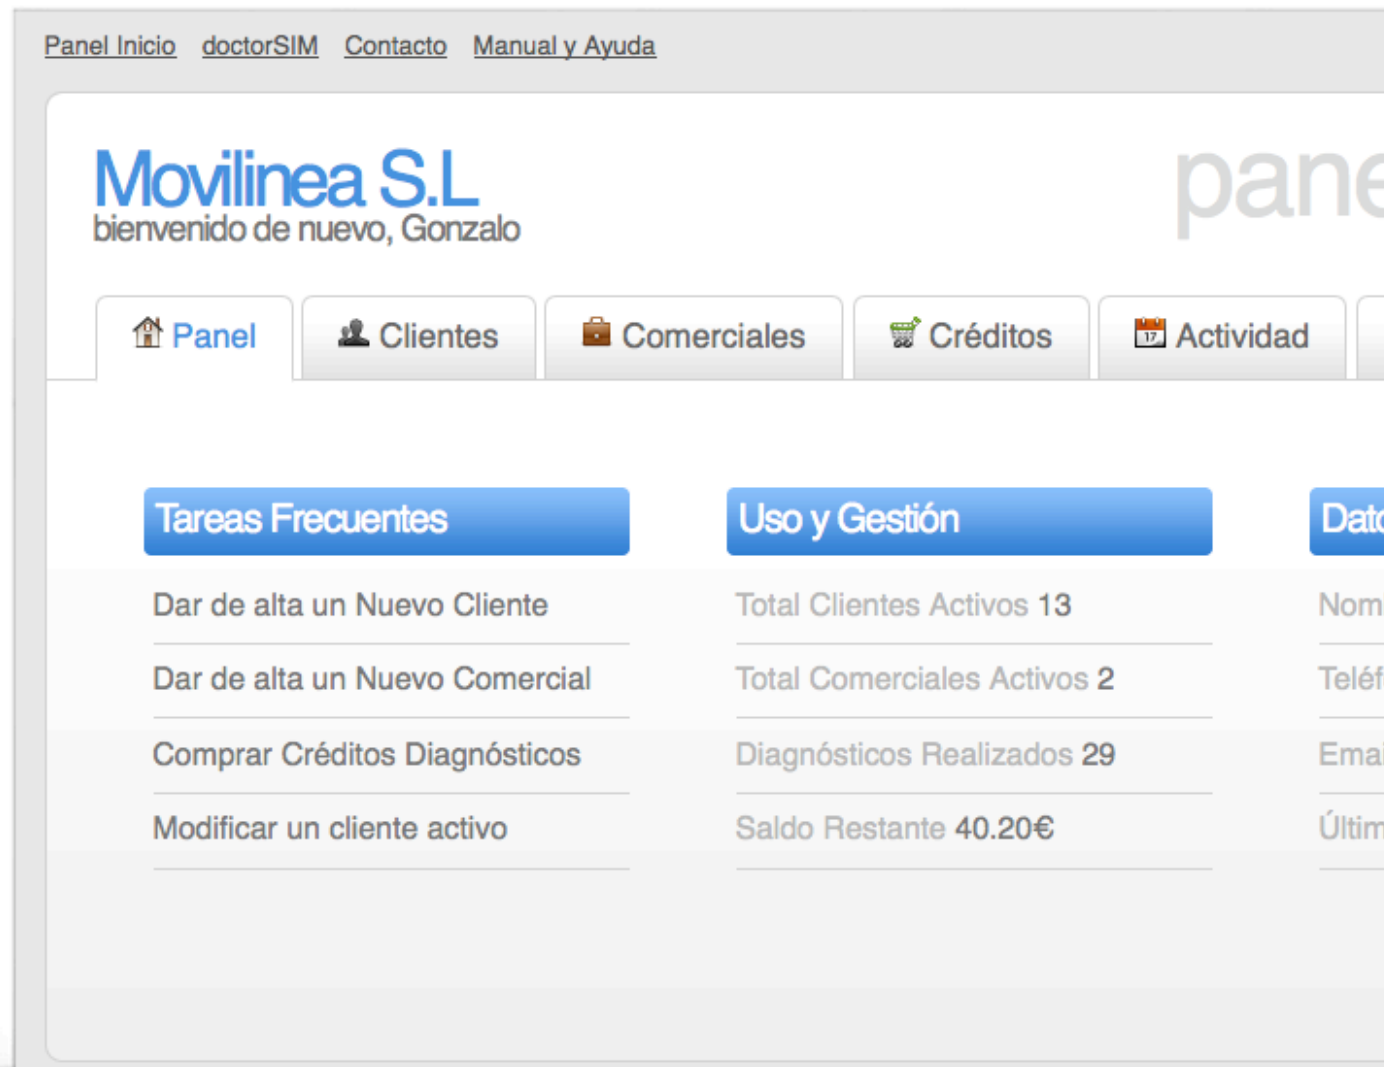 Panel Inicio doctorSIM Contacto Manual y Ayuda
Movilinea S.L
bienvenido de nuevo, Gonzalo
Panel Clientes Comerciales Créditos Actividad
Tareas Frecuentes
Dar de alta un Nuevo Cliente
Dar de alta un Nuevo Comercial
Comprar Créditos Diagnósticos
Modificar un cliente activo
Uso y Gestión
Total Clientes Activos 13
Total Comerciales Activos 2
Diagnósticos Realizados 29
Saldo Restante 40.20€